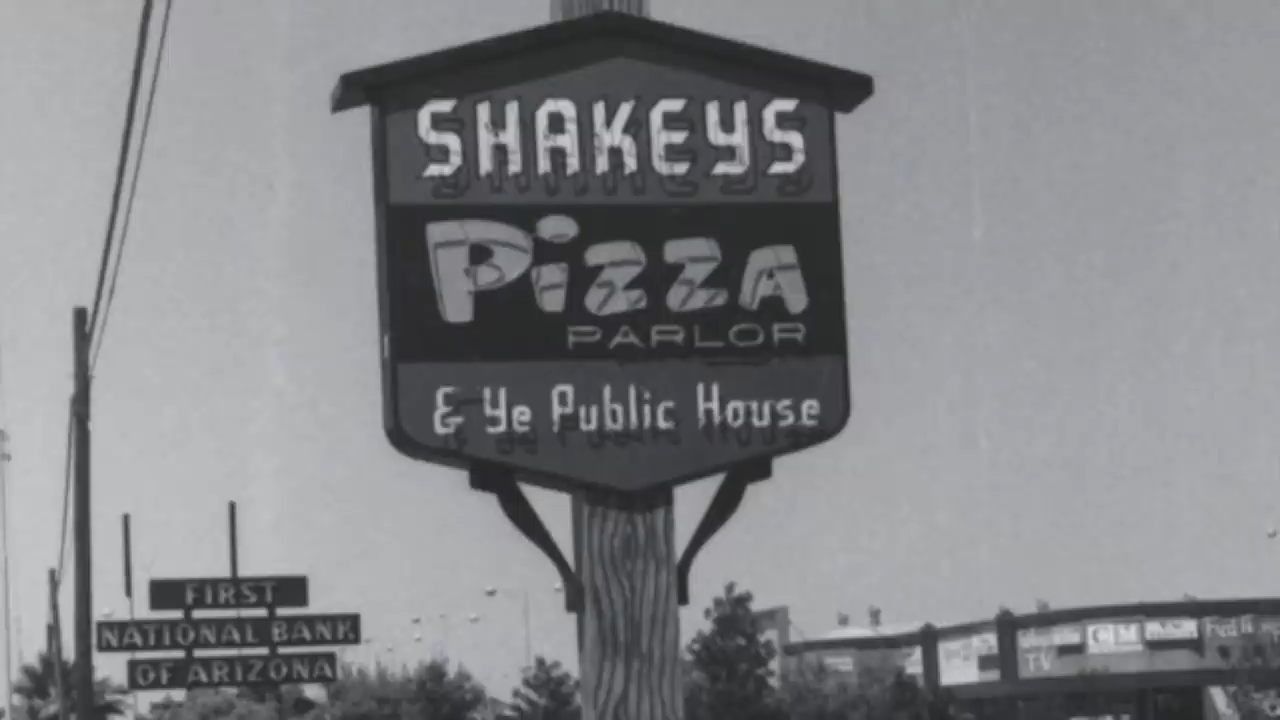 SHAKEYS
Pizza
PARLOR
& Ye Public House
FIRST
NATIONAL BANK
OF ARIZONA
TV